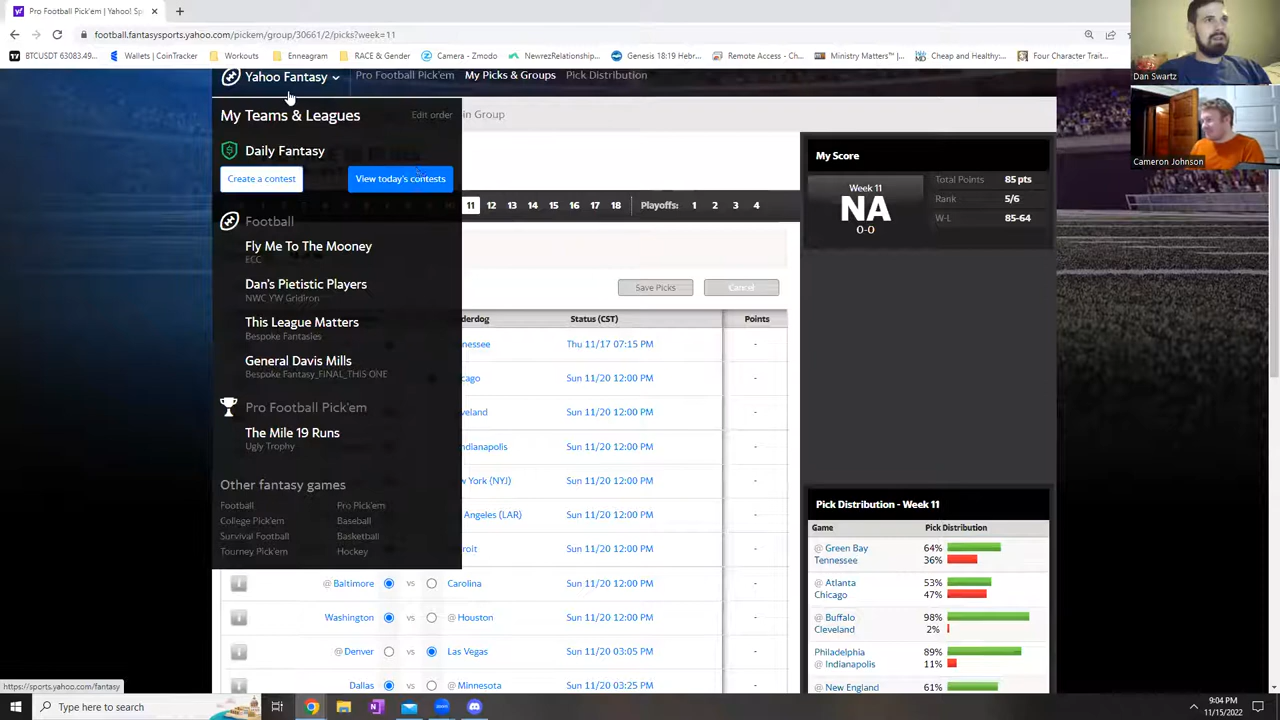 Pro Football Pick'em | Yahoo! Sp
football.fantasysports.yahoo.com/pickem/group/30661/2/picks?week=11
BTCUSDT 63083.49... Wallets | CoinTracker Workouts Enneagram RACE & Gender Camera - Zmodo NewrezRelationship... Genesis 18:19 Hebr... Remote Access - Ch... Ministry Matters™ |... Cheap and Healthy:... Four Character Trait...
Dan Swartz
Cameron Johnson
Yahoo Fantasy Pro Football Pick'em My Picks & Groups Pick Distribution
My Teams & Leagues Edit order in Group
Daily Fantasy
Create a contest View today's contests
11 12 13 14 15 16 17 18 Playoffs: 1 2 3 4
Football
Fly Me To The Mooney
ECC
Dan's Pietistic Players
NWC YW Gridiron
This League Matters
Bespoke Fantasies
General Davis Mills
Bespoke Fantasy_FINAL_THIS ONE
Pro Football Pick'em
The Mile 19 Runs
Ugly Trophy
Other fantasy games
Football Pro Pick'em
College Pick'em Baseball
Survival Football Basketball
Tourney Pick'em Hockey
Save Picks Cancel
derdog Status (CST) Points
nnessee Thu 11/17 07:15 PM -
cago Sun 11/20 12:00 PM -
veland Sun 11/20 12:00 PM -
ndianapolis Sun 11/20 12:00 PM -
w York (NYJ) Sun 11/20 12:00 PM -
Angeles (LAR) Sun 11/20 12:00 PM -
roit Sun 11/20 12:00 PM -
@ Baltimore vs Carolina Sun 11/20 12:00 PM -
Washington vs @ Houston Sun 11/20 12:00 PM -
@ Denver vs Las Vegas Sun 11/20 03:05 PM -
Dallas vs @ Minnesota Sun 11/20 03:25 PM -
My Score
Week 11
NA
0-0
Total Points 85 pts
Rank 5/6
W-L 85-64
Pick Distribution - Week 11
Game Pick Distribution
@ Green Bay 64%
Tennessee 36%
@ Atlanta 53%
Chicago 47%
@ Buffalo 98%
Cleveland 2%
Philadelphia 89%
@ Indianapolis 11%
@ New England 61%
https://sports.yahoo.com/fantasy
Type here to search
9:04 PM
11/15/2022